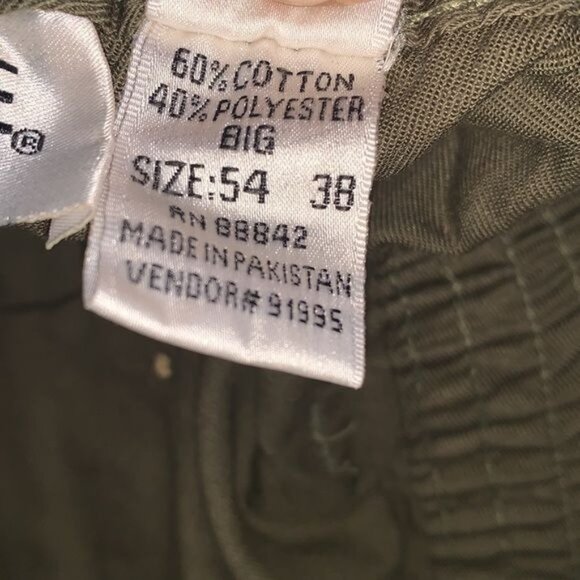 60% COTTON
40% POLYESTER
BIG
SIZE:54 38
RN 88842
MADE IN PAKISTAN
VENDOR# 91995
E®